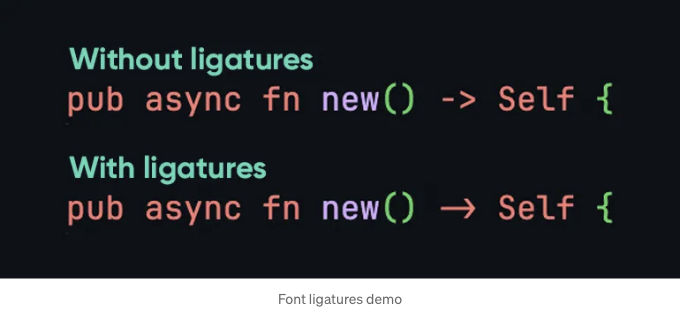 Without ligatures
pub async fn new() -> Self {
With ligatures
pub async fn new() → Self {
Font ligatures demo